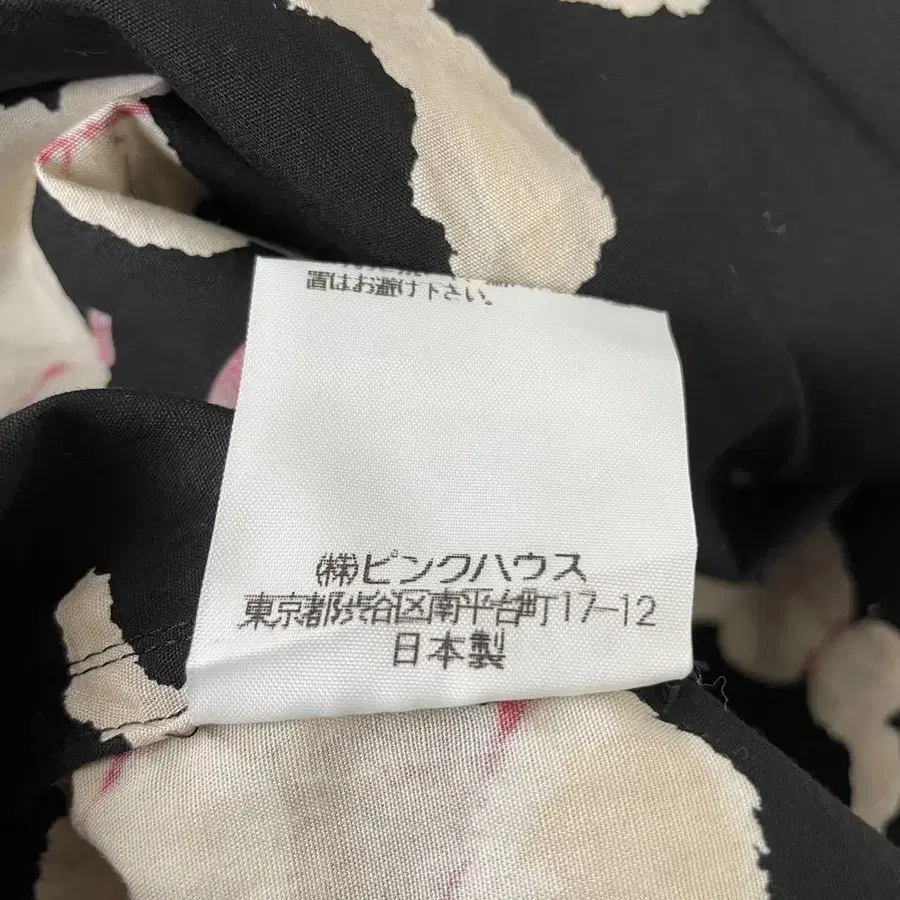 置はお避け下さい。
㈱ピンクハウス
東京都渋谷区南平台町17-12
日本製